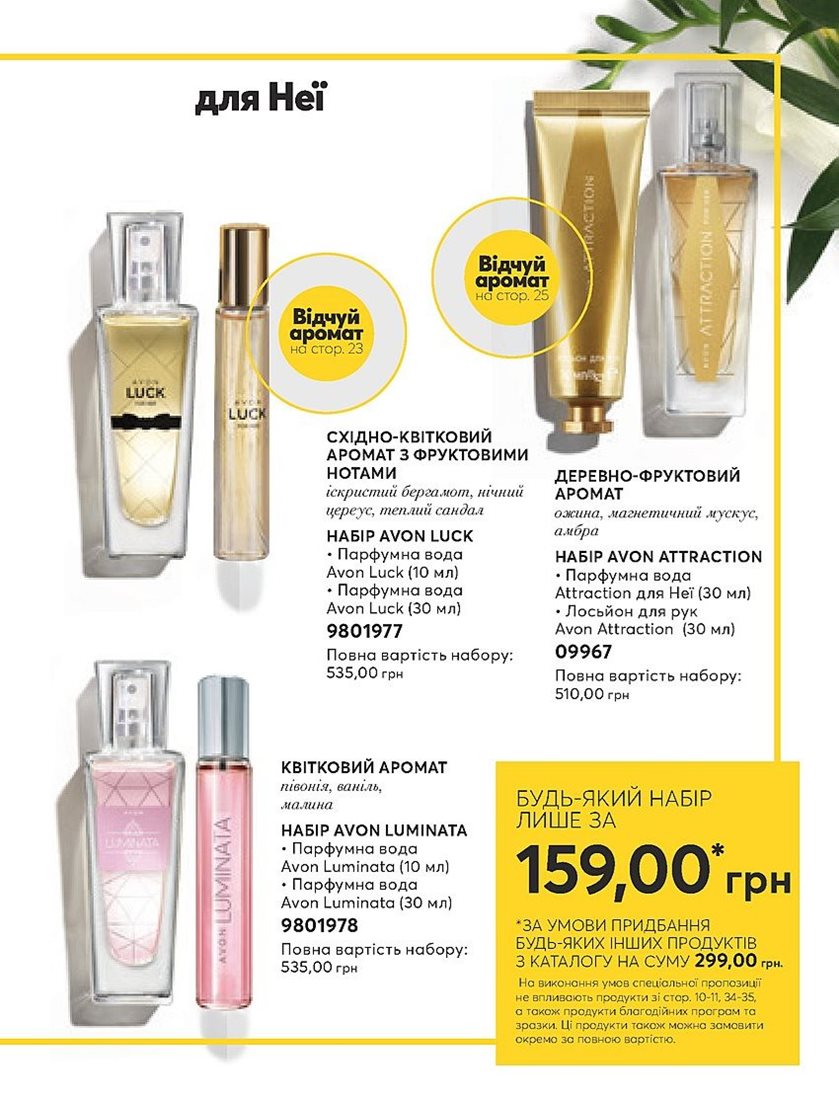 для Неї
Відчуй
аромат
на стор. 25
ATTRACTION
AVON ATTRACTION FOR HER
Відчуй
аромат
на стор. 23
AVON
LUCK
FOR HER
AVON
LUCK
FOR HER
СХІДНО-КВІТКОВИЙ
АРОМАТ З ФРУКТОВИМИ
НОТАМИ
іскристий бергамот, нічний
цереус, теплий сандал
НАБІР AVON LUCK
• Парфумна вода
Avon Luck (10 мл)
• Парфумна вода
Avon Luck (30 мл)
9801977
Повна вартість набору:
535,00 грн
ДЕРЕВНО-ФРУКТОВИЙ
АРОМАТ
ожина, магнетичний мускус,
амбра
НАБІР AVON ATTRACTION
• Парфумна вода
Attraction для Неї (30 мл)
• Лосьйон для рук
Avon Attraction (30 мл)
09967
Повна вартість набору:
510,00 грн
AVON
LUMINATA
AVON LUMINATA
КВІТКОВИЙ АРОМАТ
півонія, ваніль,
малина
НАБІР AVON LUMINATA
• Парфумна вода
Avon Luminata (10 мл)
• Парфумна вода
Avon Luminata (30 мл)
9801978
Повна вартість набору:
535,00 грн
БУДЬ-ЯКИЙ НАБІР
ЛИШЕ ЗА
159,00* грн
*ЗА УМОВИ ПРИДБАННЯ
БУДЬ-ЯКИХ ІНШИХ ПРОДУКТІВ
З КАТАЛОГУ НА СУМУ 299,00 грн.
На виконання умов спеціальної пропозиції
не впливають продукти зі стор. 10-11, 34-35,
а також продукти благодійних програм та
зразки. Ці продукти також можна замовити
окремо за повною вартістю.